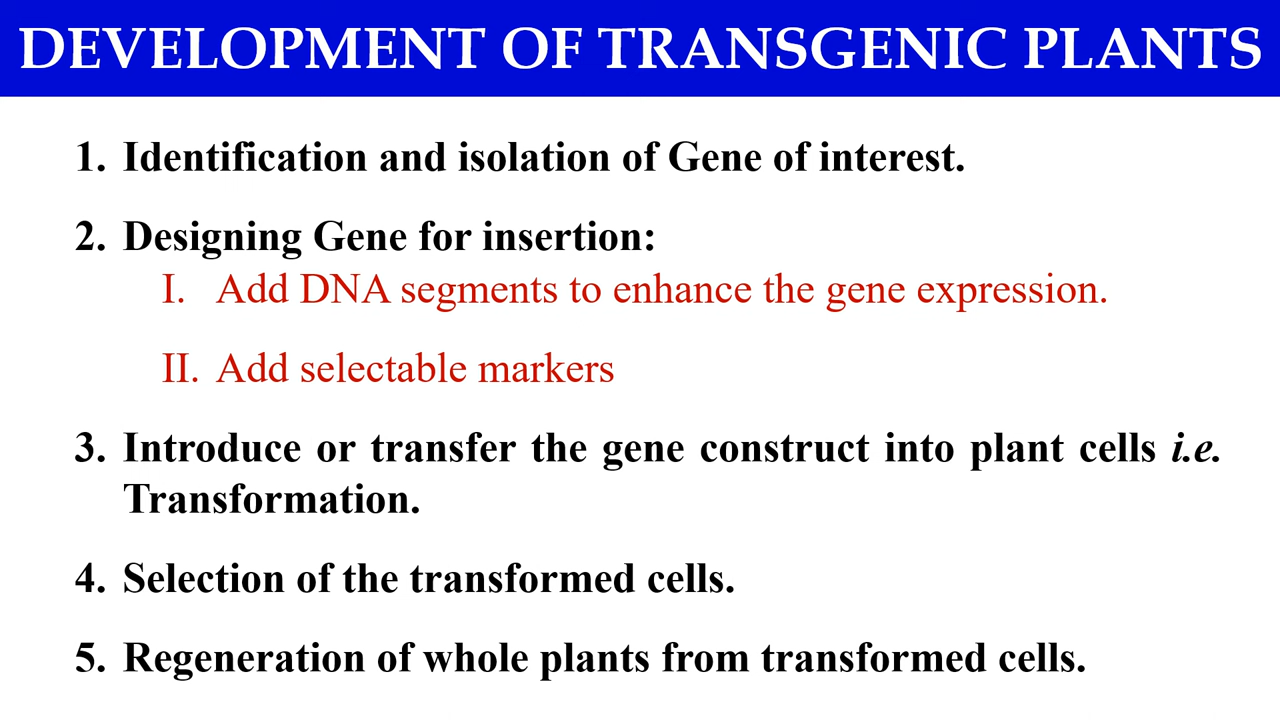 DEVELOPMENT OF TRANSGENIC PLANTS
1. Identification and isolation of Gene of interest.
2. Designing Gene for insertion:
I. Add DNA segments to enhance the gene expression.
II. Add selectable markers
3. Introduce or transfer the gene construct into plant cells i.e.
Transformation.
4. Selection of the transformed cells.
5. Regeneration of whole plants from transformed cells.